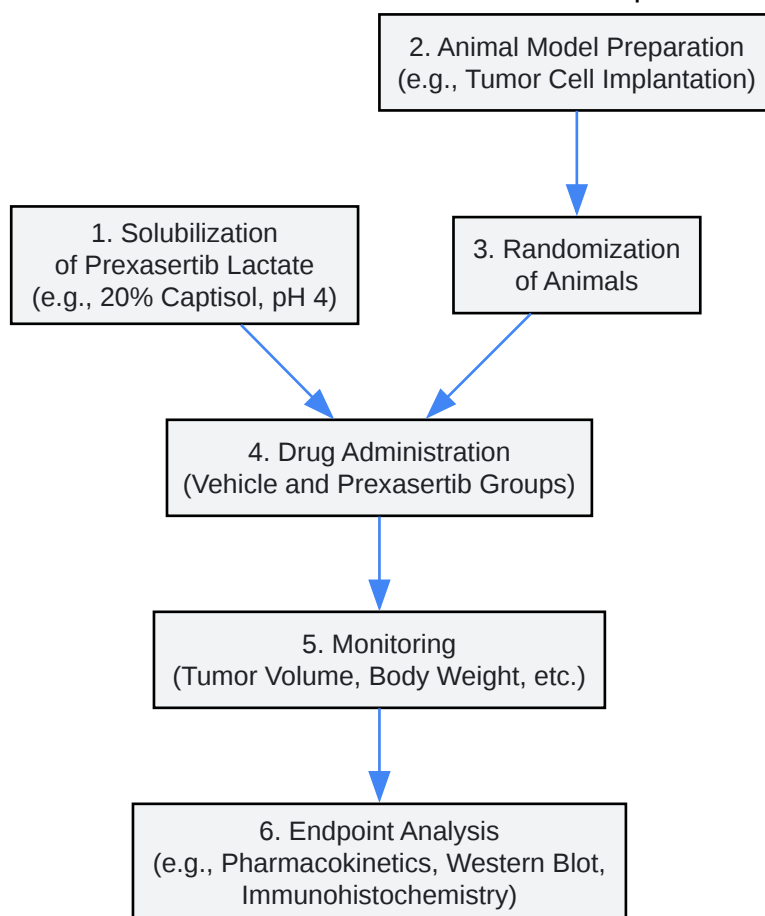 2. Animal Model Preparation
(e.g., Tumor Cell Implantation)
1. Solubilization
of Prexasertib Lactate
(e.g., 20% Captisol, pH 4)
3. Randomization
of Animals
4. Drug Administration
(Vehicle and Prexasertib Groups)
5. Monitoring
(Tumor Volume, Body Weight, etc.)
6. Endpoint Analysis
(e.g., Pharmacokinetics, Western Blot,
Immunohistochemistry)